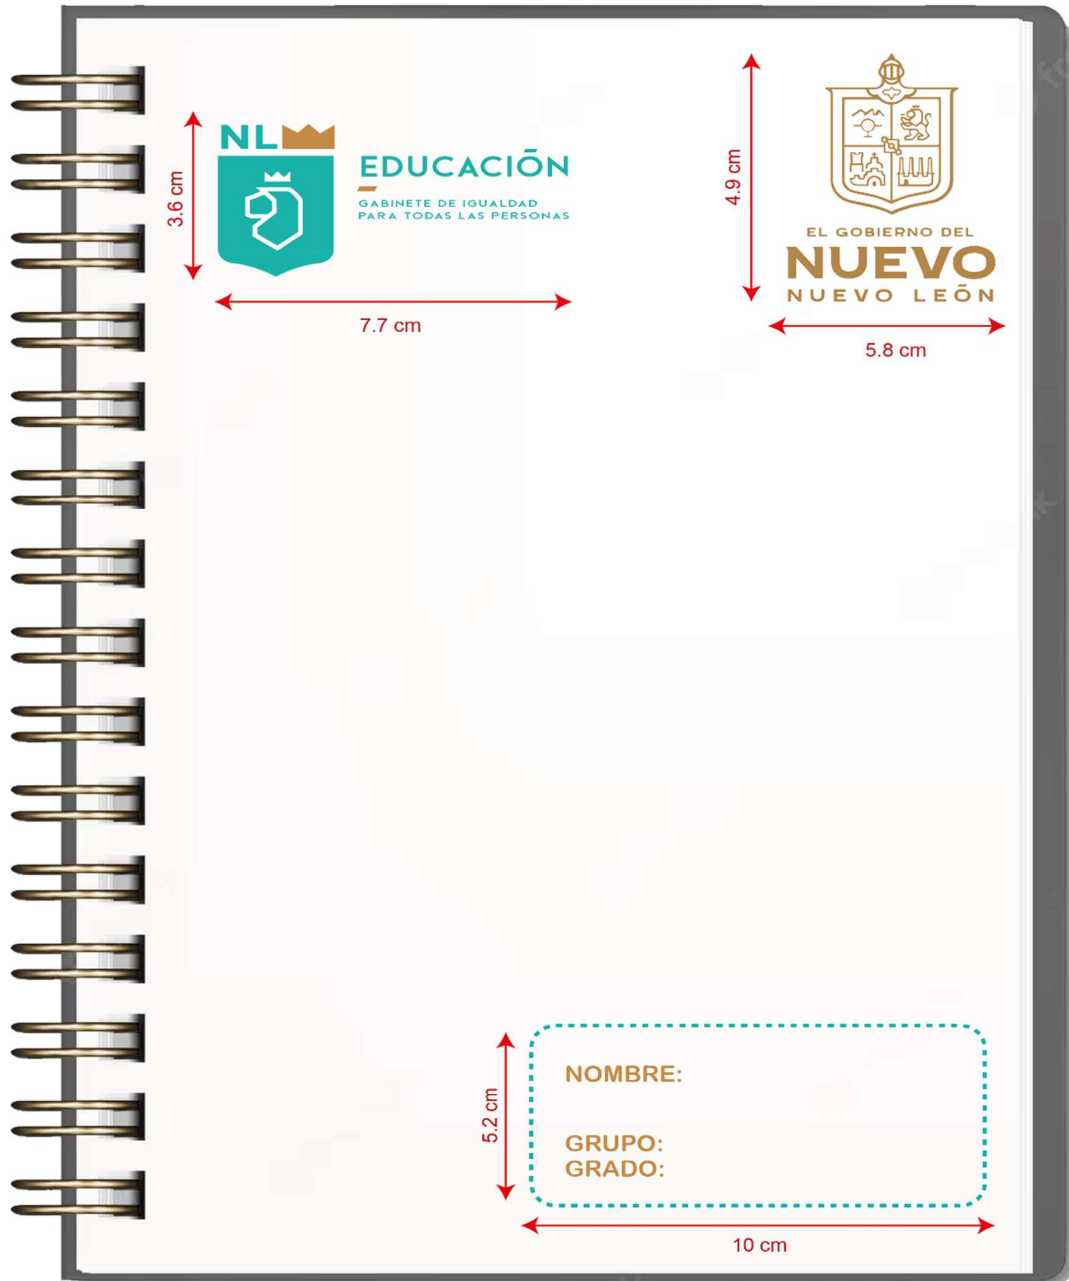 NL
EDUCACIÓN
GABINETE DE IGUALDAD
PARA TODAS LAS PERSONAS
3.6 cm
7.7 cm
4.9 cm
EL GOBIERNO DEL
NUEVO
NUEVO LEÓN
5.8 cm
5.2 cm
NOMBRE:
GRUPO:
GRADO:
10 cm